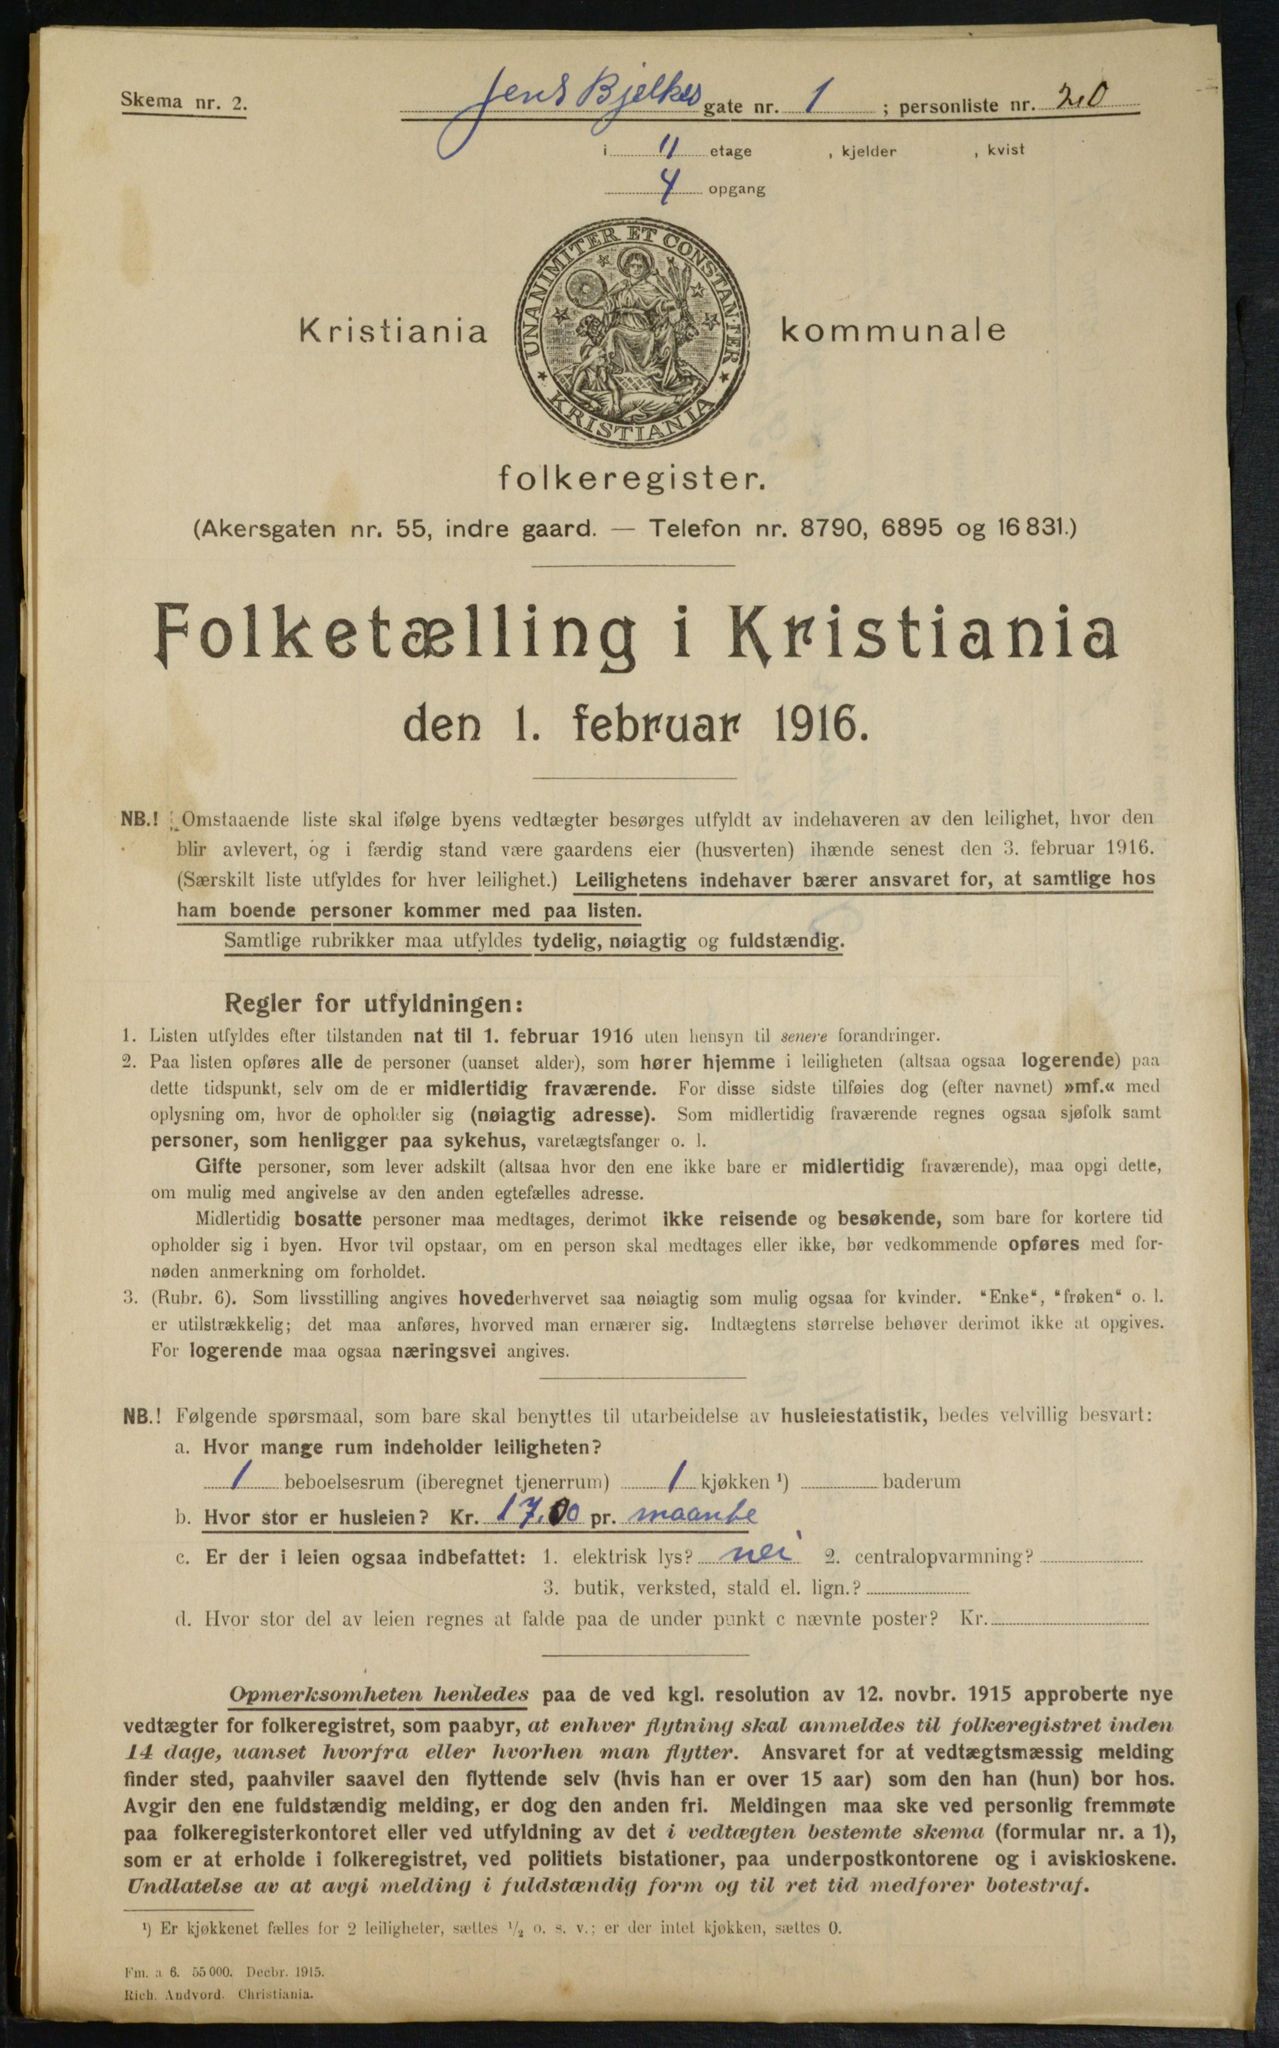 Skema nr. 2.
Jens Bjelkes gate nr. 1 ; personliste nr. 20
i II etage , kjelder , kvist
4 opgang
UNANIMITER ET CONSTANTER
KRISTIANIA
Kristiania kommunale
folkeregister.
(Akersgaten nr. 55, indre gaard. — Telefon nr. 8790, 6895 og 16 831.)
Folketælling i Kristiania
den 1. februar 1916.
NB.! Omstaaende liste skal ifølge byens vedtægter besørges utfyldt av indehaveren av den leilighet, hvor den
blir avlevert, og i færdig stand være gaardens eier (husverten) ihænde senest den 3. februar 1916.
(Særskilt liste utfyldes for hver leilighet.) Leilighetens indehaver bærer ansvaret for, at samtlige hos
ham boende personer kommer med paa listen.
Samtlige rubrikker maa utfyldes tydelig, nøiagtig og fuldstændig.
Regler for utfyldningen:
1. Listen utfyldes efter tilstanden nat til 1. februar 1916 uten hensyn til senere forandringer.
2. Paa listen opføres alle de personer (uanset alder), som hører hjemme i leiligheten (altsaa ogsaa logerende) paa
dette tidspunkt, selv om de er midlertidig fraværende. For disse sidste tilføies dog (efter navnet) »mf.« med
oplysning om, hvor de opholder sig (nøiagtig adresse). Som midlertidig fraværende regnes ogsaa sjøfolk samt
personer, som henligger paa sykehus, varetægtsfanger o. l.
Gifte personer, som lever adskilt (altsaa hvor den ene ikke bare er midlertidig fraværende), maa opgi dette,
om mulig med angivelse av den anden egtefælles adresse.
Midlertidig bosatte personer maa medtages, derimot ikke reisende og besøkende, som bare for kortere tid
opholder sig i byen. Hvor tvil opstaar, om en person skal medtages eller ikke, bør vedkommende opføres med for-
nøden anmerkning om forholdet.
3. (Rubr. 6). Som livsstilling angives hovederhvervet saa nøiagtig som mulig ogsaa for kvinder. "Enke", "frøken" o. l.
er utilstrækkelig; det maa anføres, hvorved man ernærer sig. Indtægtens størrelse behøver derimot ikke at opgives.
For logerende maa ogsaa næringsvei angives.
NB.! Følgende spørsmaal, som bare skal benyttes til utarbeidelse av husleiestatistik, bedes velvillig besvart:
a. Hvor mange rum indeholder leiligheten?
1 beboelsesrum (iberegnet tjenerrum) 1 kjøkken ¹) baderum
b. Hvor stor er husleien? Kr. 17.00 pr. maante
c. Er der i leien ogsaa indbefattet: 1. elektrisk lys? nei 2. centralopvarmning?
3. butik, verksted, stald el. lign.?
d. Hvor stor del av leien regnes at falde paa de under punkt c nævnte poster? Kr.
Opmerksomheten henledes paa de ved kgl. resolution av 12. novbr. 1915 approberte nye
vedtægter for folkeregistret, som paabyr, at enhver flytning skal anmeldes til folkeregistret inden
14 dage, uanset hvorfra eller hvorhen man flytter. Ansvaret for at vedtægtsmæssig melding
finder sted, paahviler saavel den flyttende selv (hvis han er over 15 aar) som den han (hun) bor hos.
Avgir den ene fuldstændig melding, er dog den anden fri. Meldingen maa ske ved personlig fremmøte
paa folkeregisterkontoret eller ved utfyldning av det i vedtægten bestemte skema (formular nr. a 1),
som er at erholde i folkeregistret, ved politiets bistationer, paa underpostkontorene og i aviskioskene.
Undlatelse av at avgi melding i fuldstændig form og til ret tid medfører bøtestraf.
¹) Er kjøkkenet fælles for 2 leiligheter, sættes ½ o. s. v.; er der intet kjøkken, sættes 0.
Fm. a 6. 55 000. Decbr. 1915.
Rich. Andvord. Christiania.